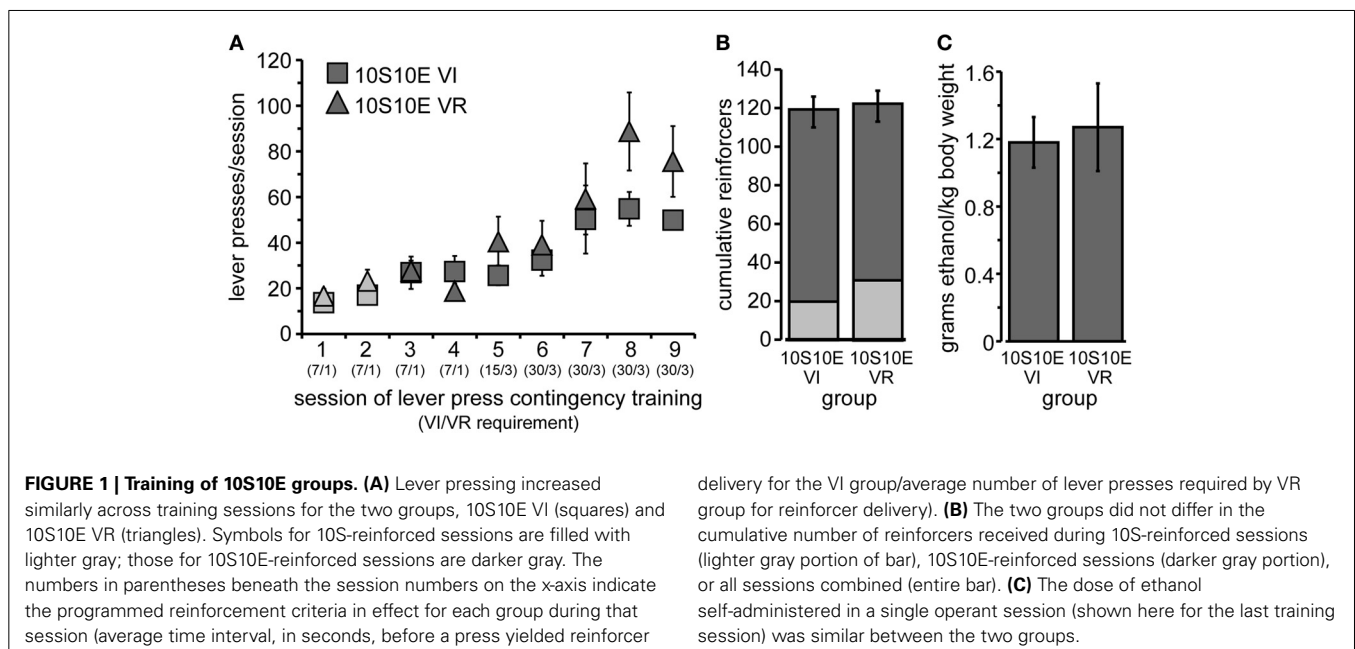 A
120
100
80
60
40
20
0
lever presses/session
10S10E VI
10S10E VR
1 2 3 4 5 6 7 8 9
(7/1) (7/1) (7/1) (7/1) (15/3) (30/3) (30/3) (30/3) (30/3)
session of lever press contingency training
(VI/VR requirement)
B
140
120
100
80
60
40
20
0
cumulative reinforcers
10S10E 10S10E
VI VR
group
C
1.6
1.2
0.8
0.4
0
grams ethanol/kg body weight
10S10E 10S10E
VI VR
group
FIGURE 1 | Training of 10S10E groups. (A) Lever pressing increased
similarly across training sessions for the two groups, 10S10E VI (squares) and
10S10E VR (triangles). Symbols for 10S-reinforced sessions are filled with
lighter gray; those for 10S10E-reinforced sessions are darker gray. The
numbers in parentheses beneath the session numbers on the x-axis indicate
the programmed reinforcement criteria in effect for each group during that
session (average time interval, in seconds, before a press yielded reinforcer
delivery for the VI group/average number of lever presses required by VR
group for reinforcer delivery). (B) The two groups did not differ in the
cumulative number of reinforcers received during 10S-reinforced sessions
(lighter gray portion of bar), 10S10E-reinforced sessions (darker gray portion),
or all sessions combined (entire bar). (C) The dose of ethanol
self-administered in a single operant session (shown here for the last training
session) was similar between the two groups.